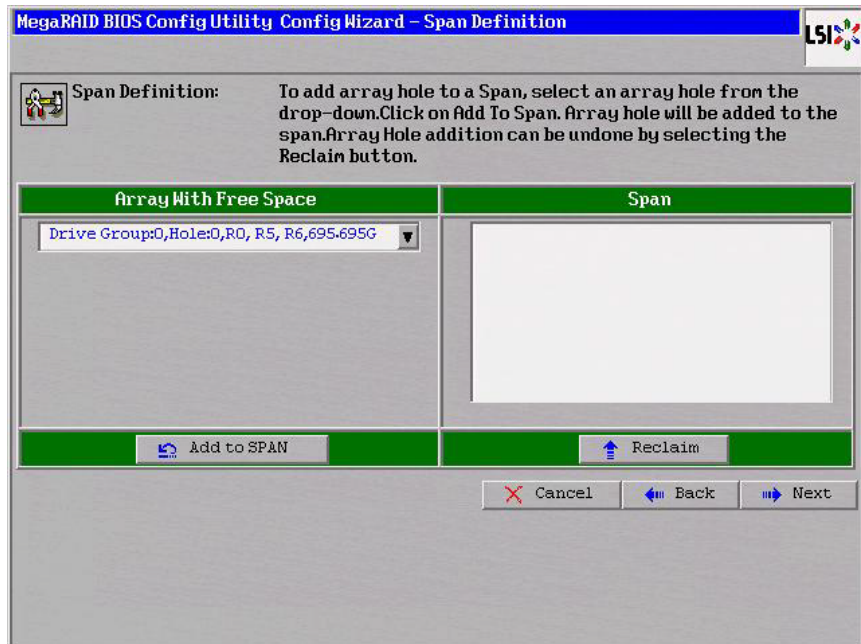 MegaRAID BIOS Config Utility Config Wizard – Span Definition
LSI
Span Definition:
To add array hole to a Span, select an array hole from the
drop-down.Click on Add To Span. Array hole will be added to the
span.Array Hole addition can be undone by selecting the
Reclaim button.
Array With Free Space
Span
Drive Group:0,Hole:0,R0, R5, R6,695.695G
Add to SPAN
Reclaim
Cancel
Back
Next